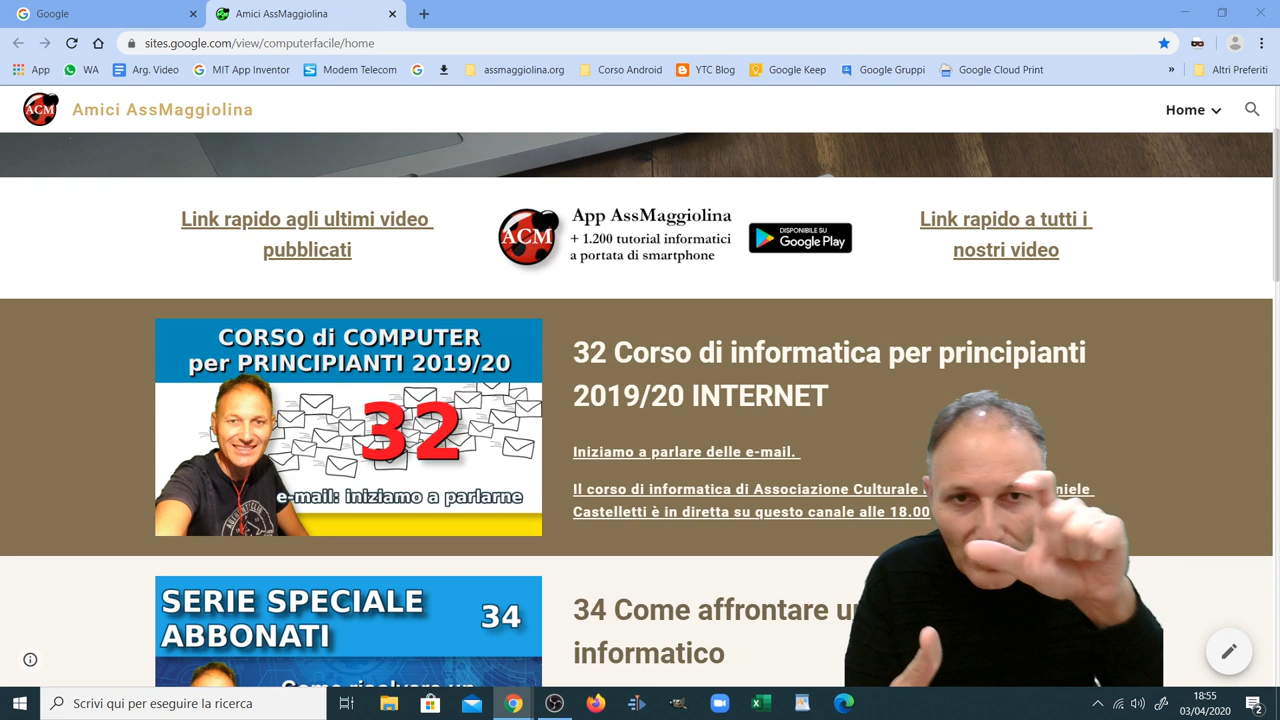 Google
Amici AssMaggiolina
sites.google.com/view/computerfacile/home
App
WA
Arg. Video
MIT App Inventor
Modem Telecom
assmaggiolina.org
Corso Android
YTC Blog
Google Keep
Google Gruppi
Google Cloud Print
»
Altri Preferiti
ACM
Amici AssMaggiolina
Home
Link rapido agli ultimi video
pubblicati
ACM
App AssMaggiolina
+ 1.200 tutorial informatici
a portata di smartphone
DISPONIBILE SU
Google Play
Link rapido a tutti i
nostri video
CORSO di COMPUTER
per PRINCIPIANTI 2019/20
32
e-mail: iniziamo a parlarne
32 Corso di informatica per principianti
2019/20 INTERNET
Iniziamo a parlare delle e-mail.
Il corso di informatica di Associazione Culturale
Castelletti è in diretta su questo canale alle 18.00
SERIE SPECIALE
ABBONATI
34
34 Come affrontare
informatico
Scrivi qui per eseguire la ricerca
18:55
03/04/2020
2